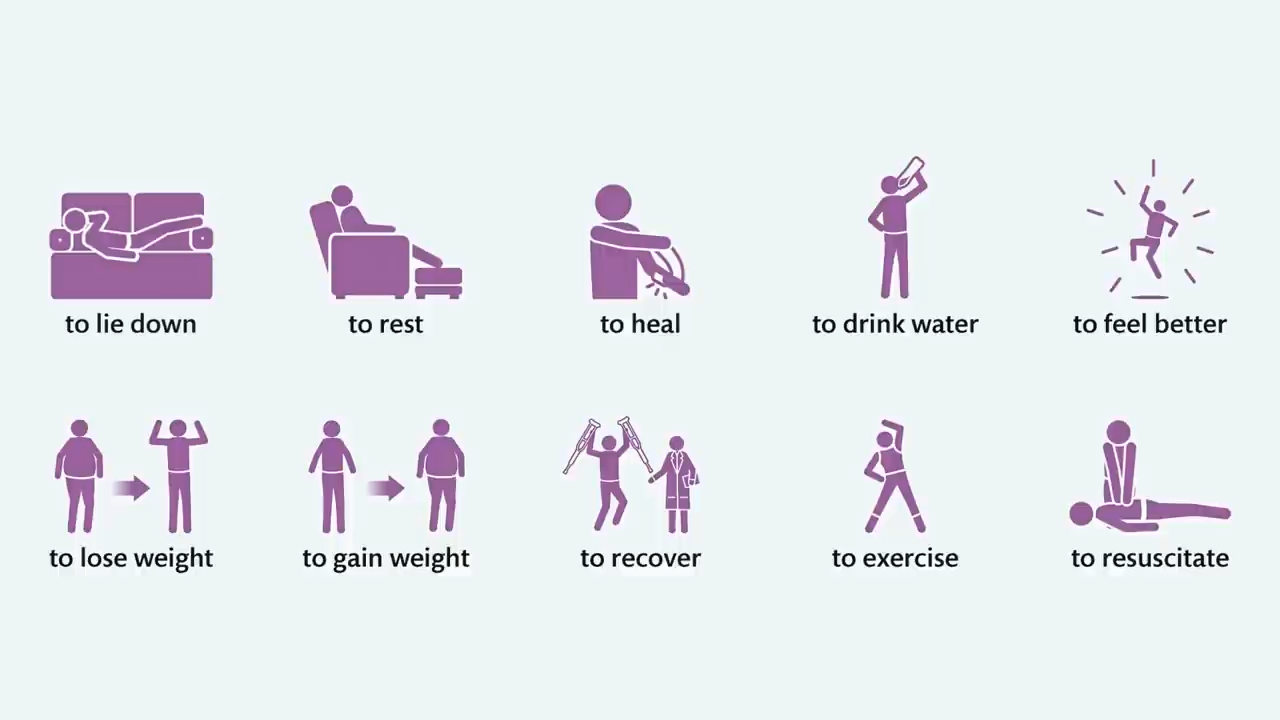 to lie down
to rest
to heal
to drink water
to feel better
to lose weight
to gain weight
to recover
to exercise
to resuscitate